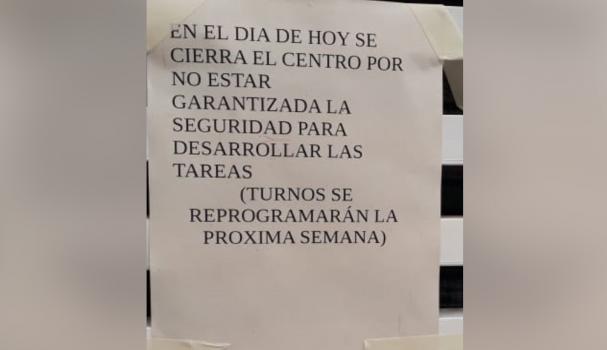 EN EL DIA DE HOY SE
CIERRA EL CENTRO POR
NO ESTAR
GARANTIZADA LA
SEGURIDAD PARA
DESARROLLAR LAS
TAREAS
(TURNOS SE
REPROGRAMARÁN LA
PROXIMA SEMANA)